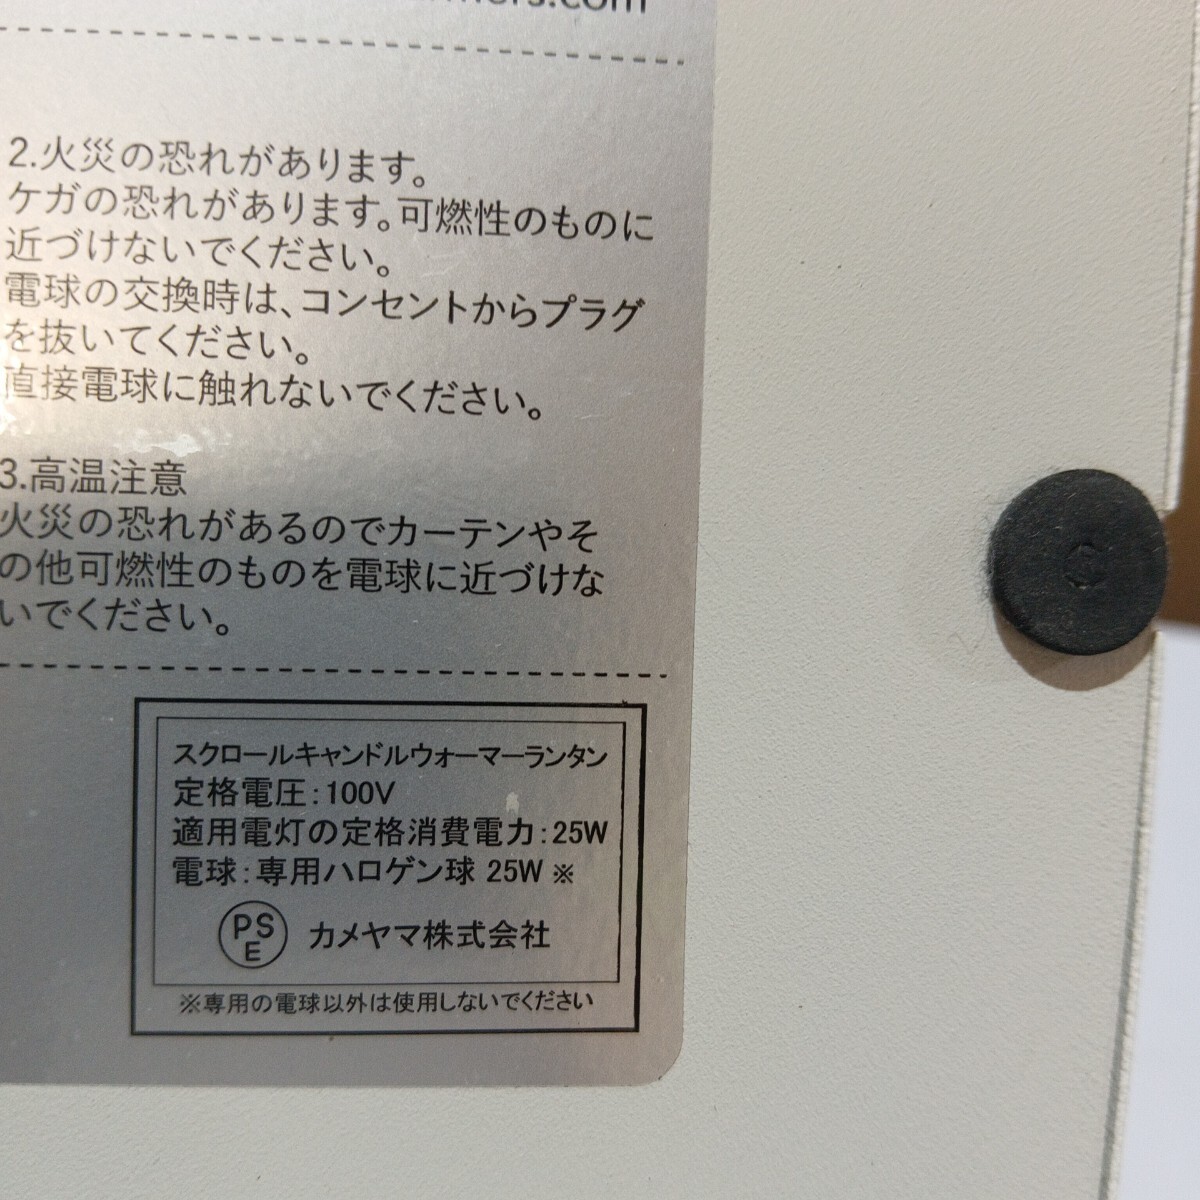 2.火災の恐れがあります。
ケガの恐れがあります。可燃性のものに
近づけないでください。
電球の交換時は、コンセントからプラグ
を抜いてください。
直接電球に触れないでください。
3.高温注意
火災の恐れがあるのでカーテンやそ
の他可燃性のものを電球に近づけな
いでください。
スクロールキャンドルウォーマーランタン
定格電圧:100V
適用電灯の定格消費電力:25W
電球:専用ハロゲン球 25W ※
PSE カメヤマ株式会社
※専用の電球以外は使用しないでください